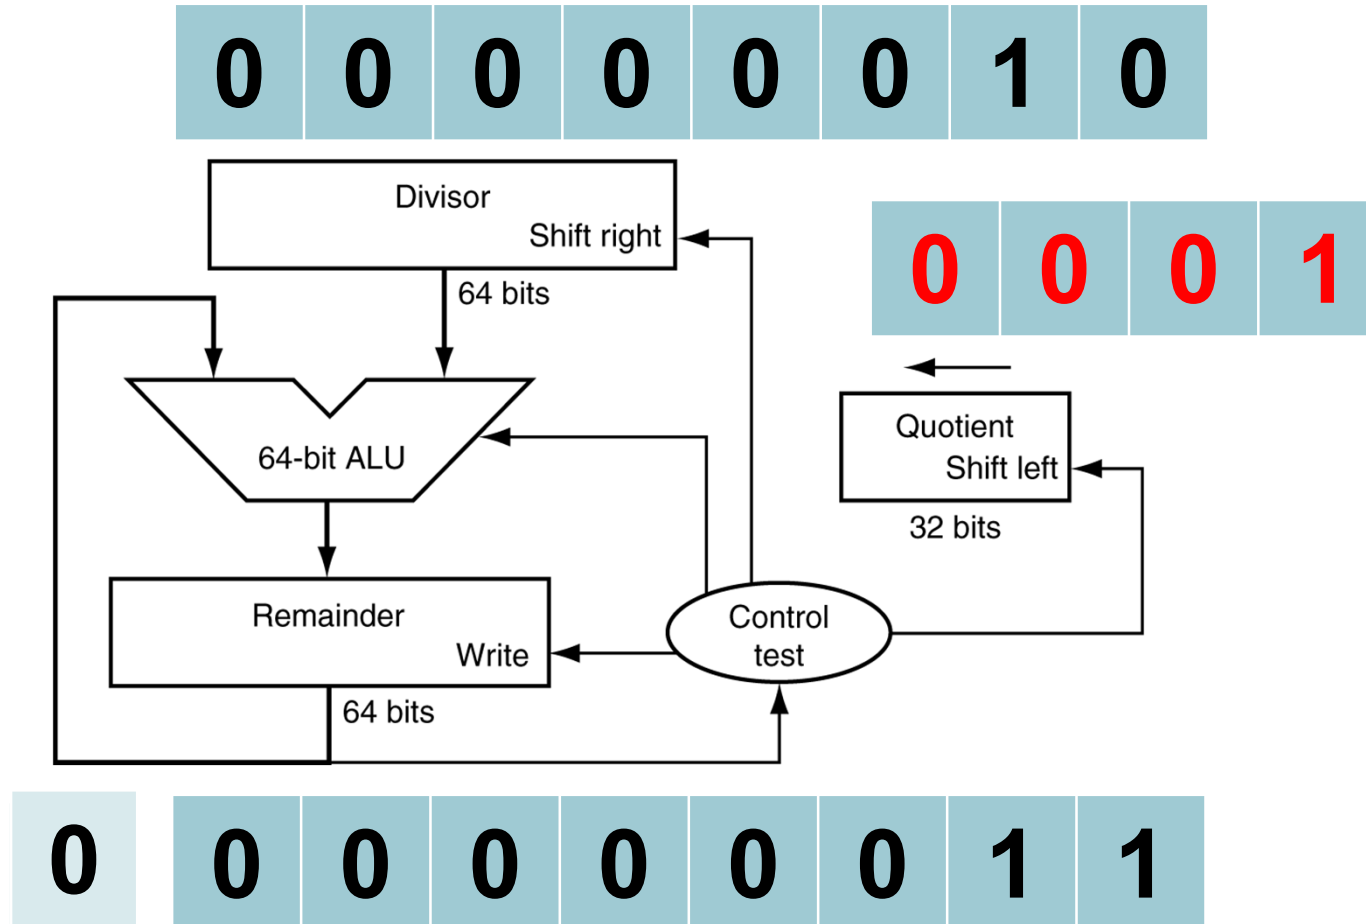 0 0 0 0 0 0 1 0
Divisor
Shift right
0 0 0 1
64 bits
Quotient
64-bit ALU
Shift left
32 bits
Remainder
Control
test
Write
64 bits
0 0 0 0 0 0 0 1 1